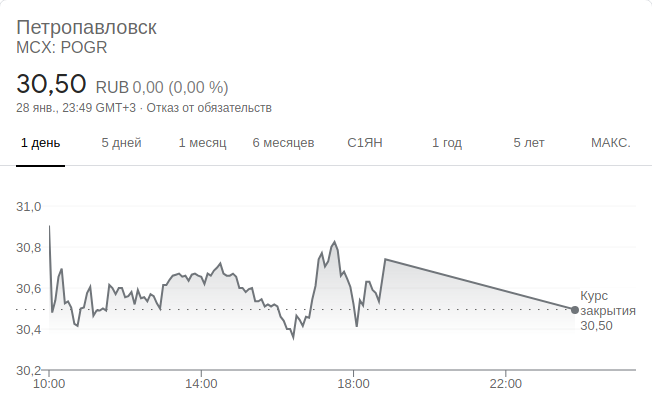 Петропавловск
MCX: POGR
30,50 RUB 0,00 (0,00 %)
28 янв., 23:49 GMT+3 · Отказ от обязательств
1 день 5 дней 1 месяц 6 месяцев С1ЯН 1 год 5 лет МАКС.
31,0
30,8
30,6
30,4
30,2
Курс
закрытия
30,50
10:00 14:00 18:00 22:00